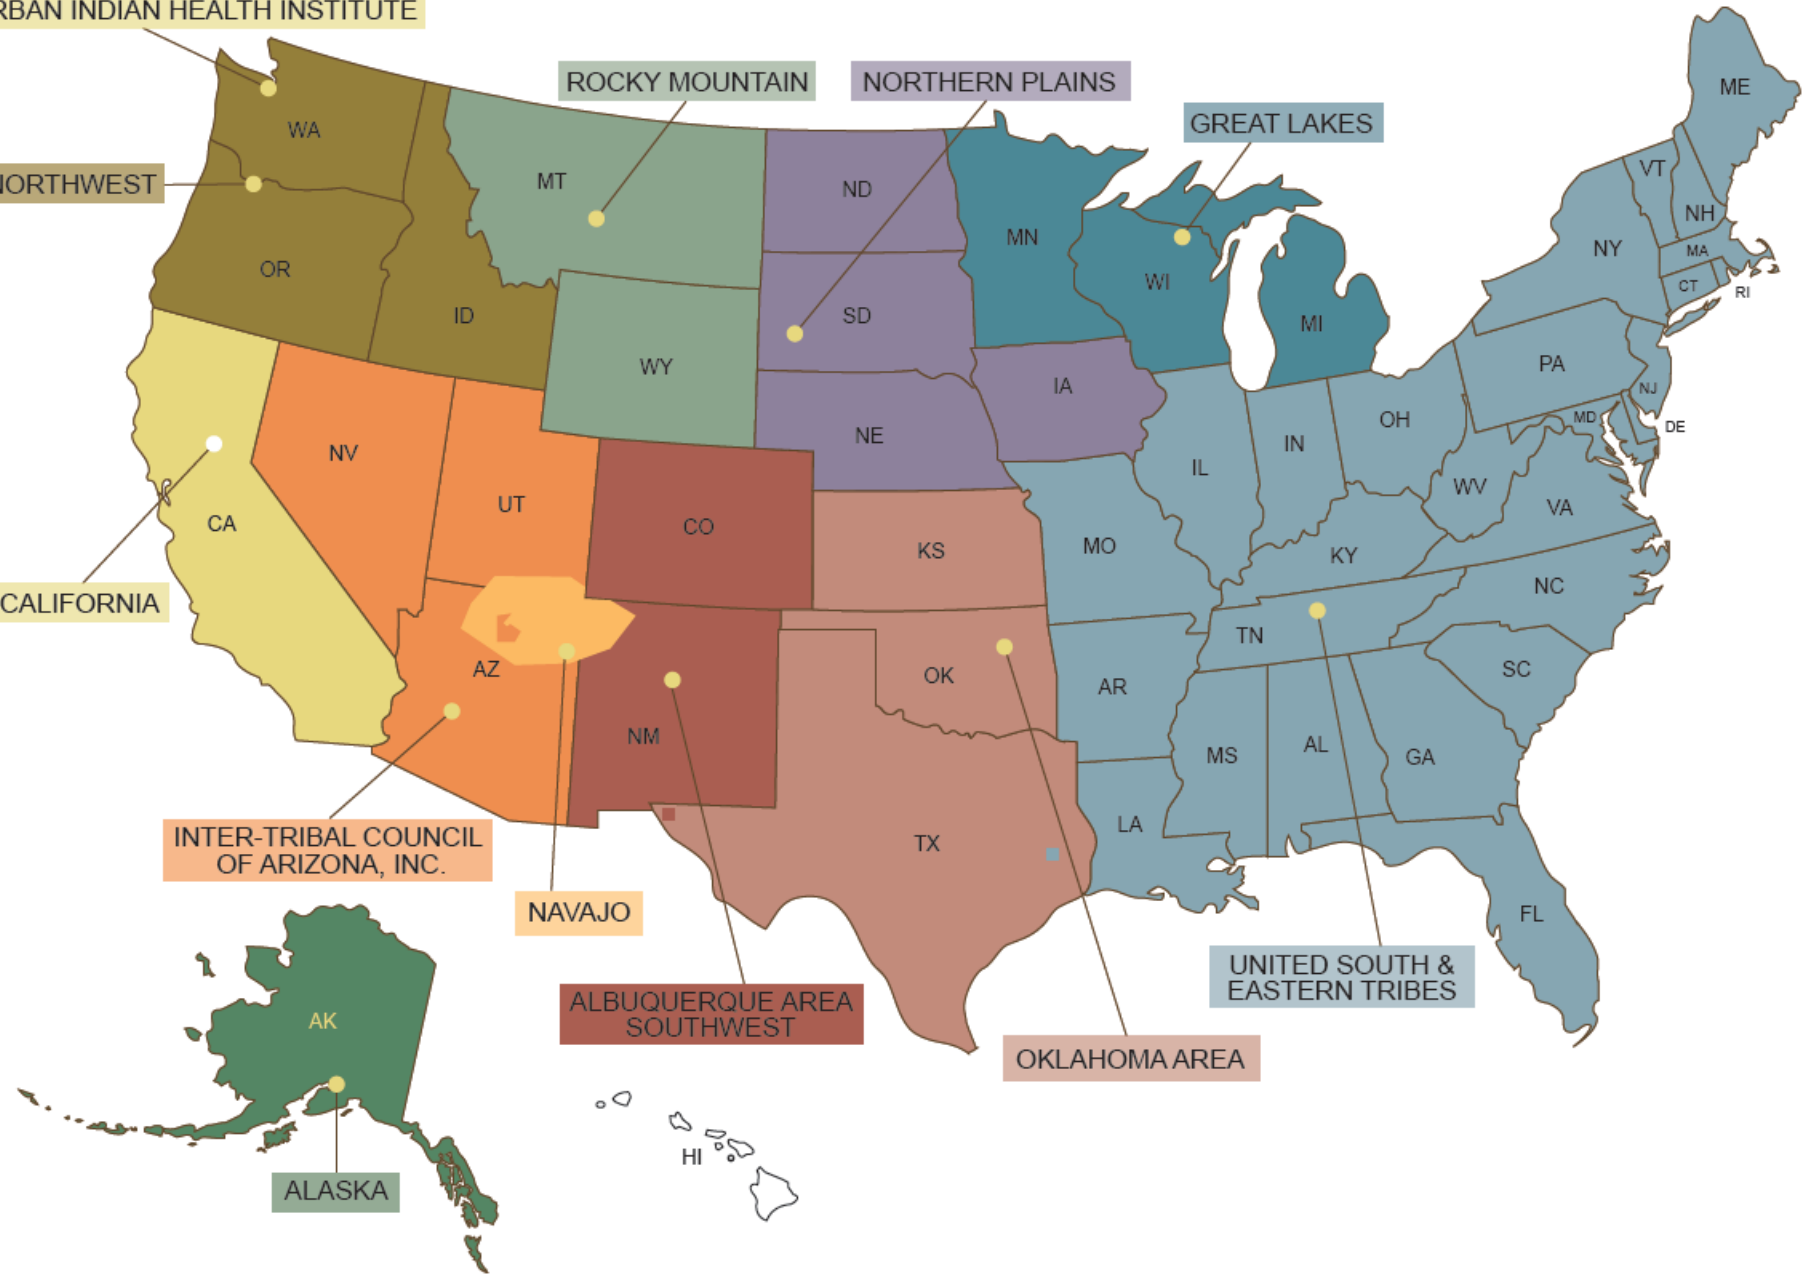 RBAN INDIAN HEALTH INSTITUTE
ROCKY MOUNTAIN
NORTHERN PLAINS
GREAT LAKES
NORTHWEST
WA
OR
ID
MT
WY
ND
SD
NE
IA
MN
WI
MI
ME
VT
NH
NY
MA
CT
RI
PA
NJ
MD
DE
OH
IN
IL
WV
VA
KY
NC
TN
SC
MO
AR
MS
AL
GA
LA
FL
NV
UT
CO
KS
CA
AZ
NM
OK
TX
CALIFORNIA
INTER-TRIBAL COUNCIL
OF ARIZONA, INC.
NAVAJO
ALBUQUERQUE AREA
SOUTHWEST
UNITED SOUTH &
EASTERN TRIBES
OKLAHOMA AREA
AK
ALASKA
HI